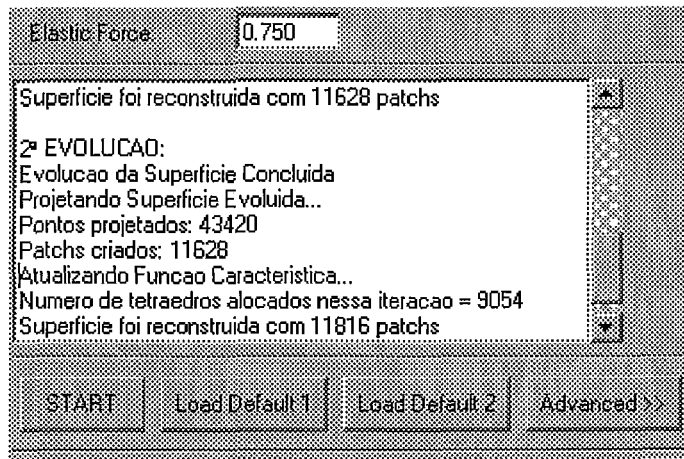 Elastic Force
0.750
Superficie foi reconstruida com 11628 patchs
2ª EVOLUCAO:
Evolucao da Superficie Concluida
Projetando Superficie Evoluida...
Pontos projetados: 43420
Patchs criados: 11628
Atualizando Funcao Caracteristica...
Numero de tetraedros alocados nessa iteracao = 9054
Superficie foi reconstruida com 11816 patchs
START
Load Default 1
Load Default 2
Advanced >>